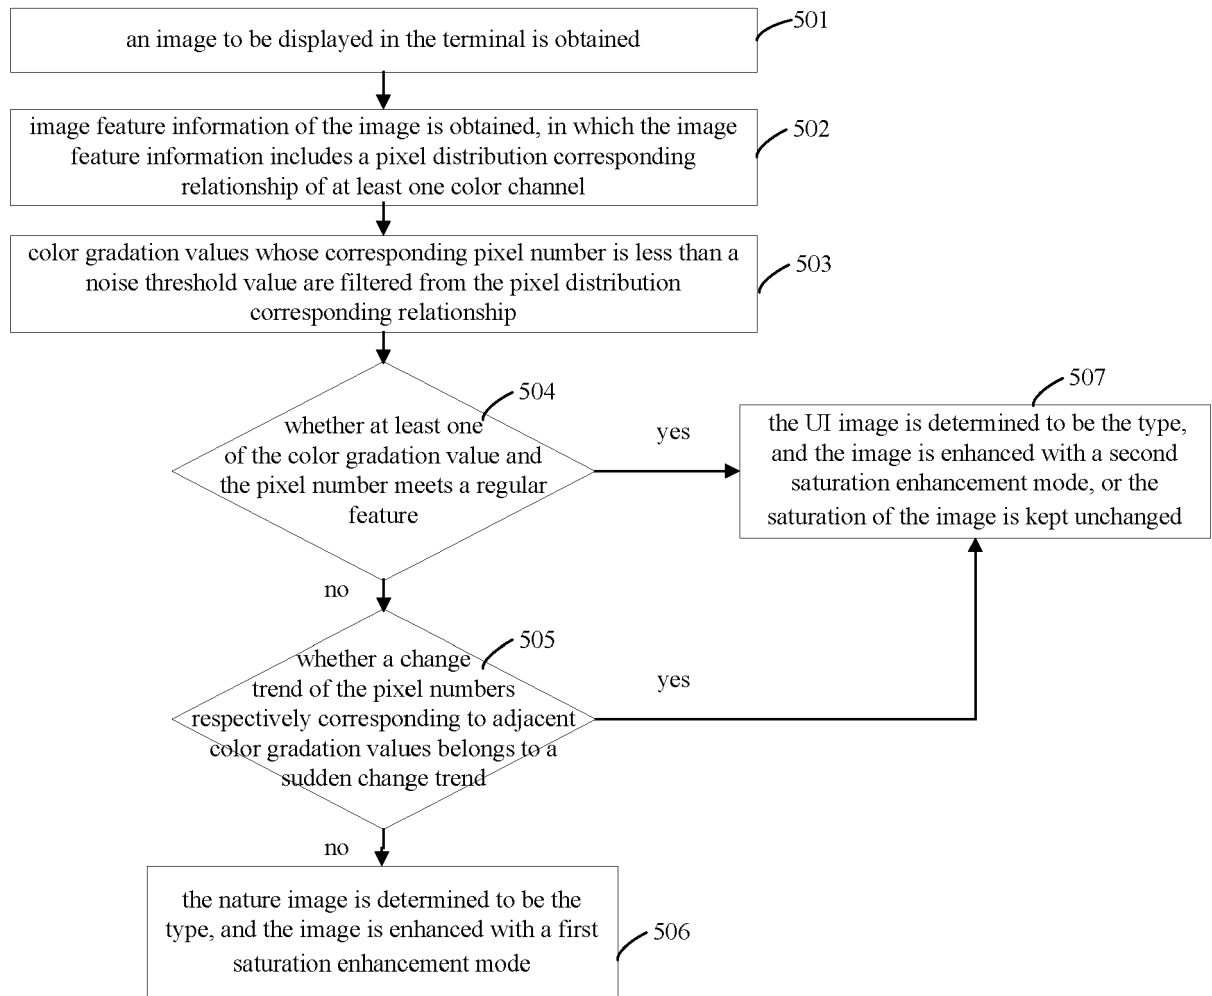 an image to be displayed in the terminal is obtained
501
image feature information of the image is obtained, in which the image
feature information includes a pixel distribution corresponding
relationship of at least one color channel
502
color gradation values whose corresponding pixel number is less than a
noise threshold value are filtered from the pixel distribution
corresponding relationship
503
504
whether at least one
of the color gradation value and
the pixel number meets a regular
feature
yes
507
the UI image is determined to be the type,
and the image is enhanced with a second
saturation enhancement mode, or the
saturation of the image is kept unchanged
no
505
whether a change
trend of the pixel numbers
respectively corresponding to adjacent
color gradation values belongs to a
sudden change trend
yes
no
the nature image is determined to be the
type, and the image is enhanced with a first
saturation enhancement mode
506